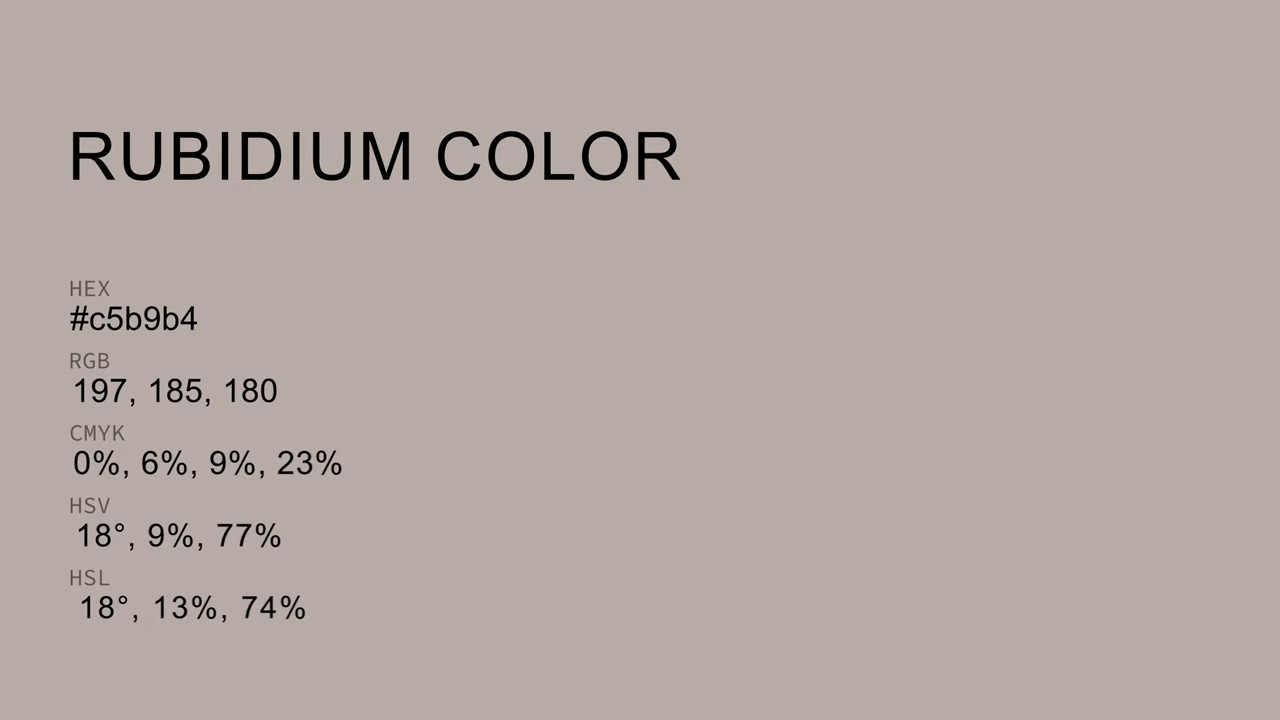 RUBIDIUM COLOR
HEX
#c5b9b4
RGB
197, 185, 180
CMYK
0%, 6%, 9%, 23%
HSV
18°, 9%, 77%
HSL
18°, 13%, 74%